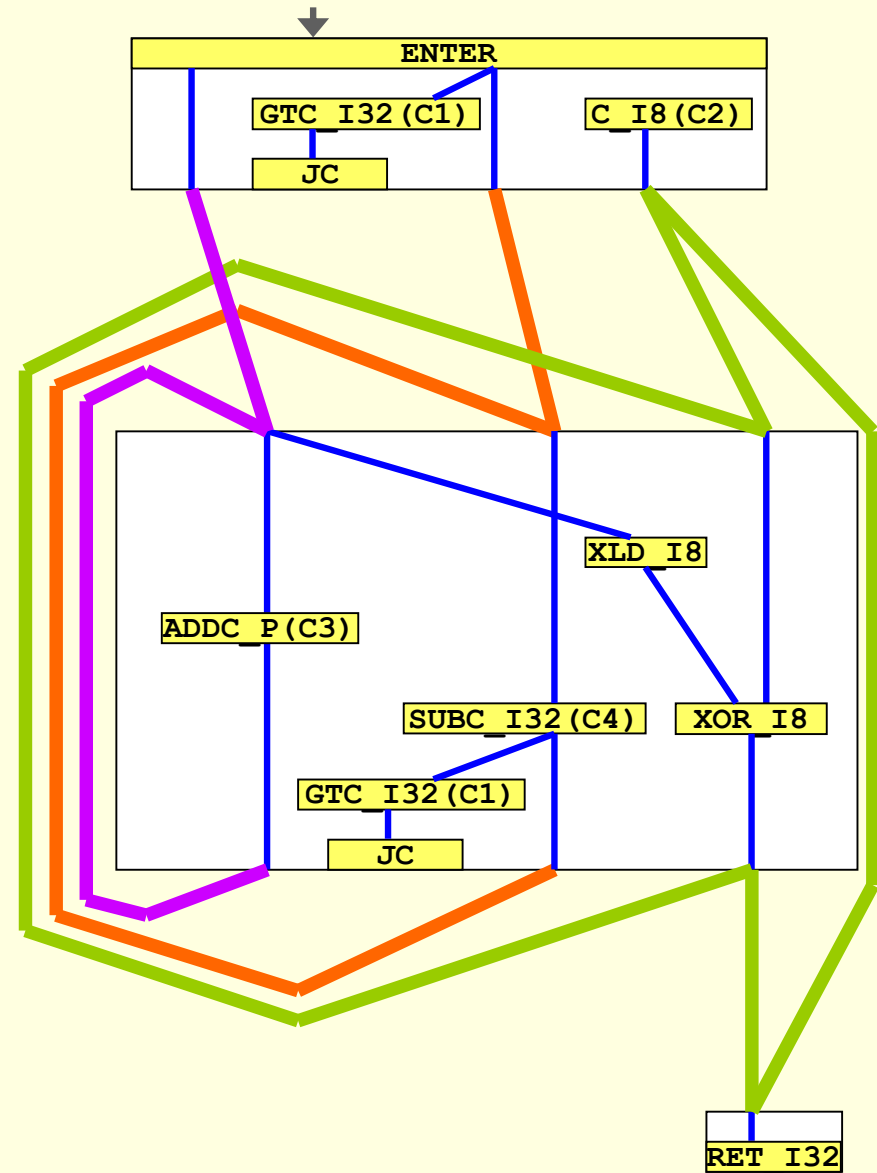 ENTER
GTC_I32(C1)
C_I8(C2)
JC
XLD_I8
ADDC_P(C3)
SUBC_I32(C4)
XOR_I8
GTC_I32(C1)
JC
RET_I32